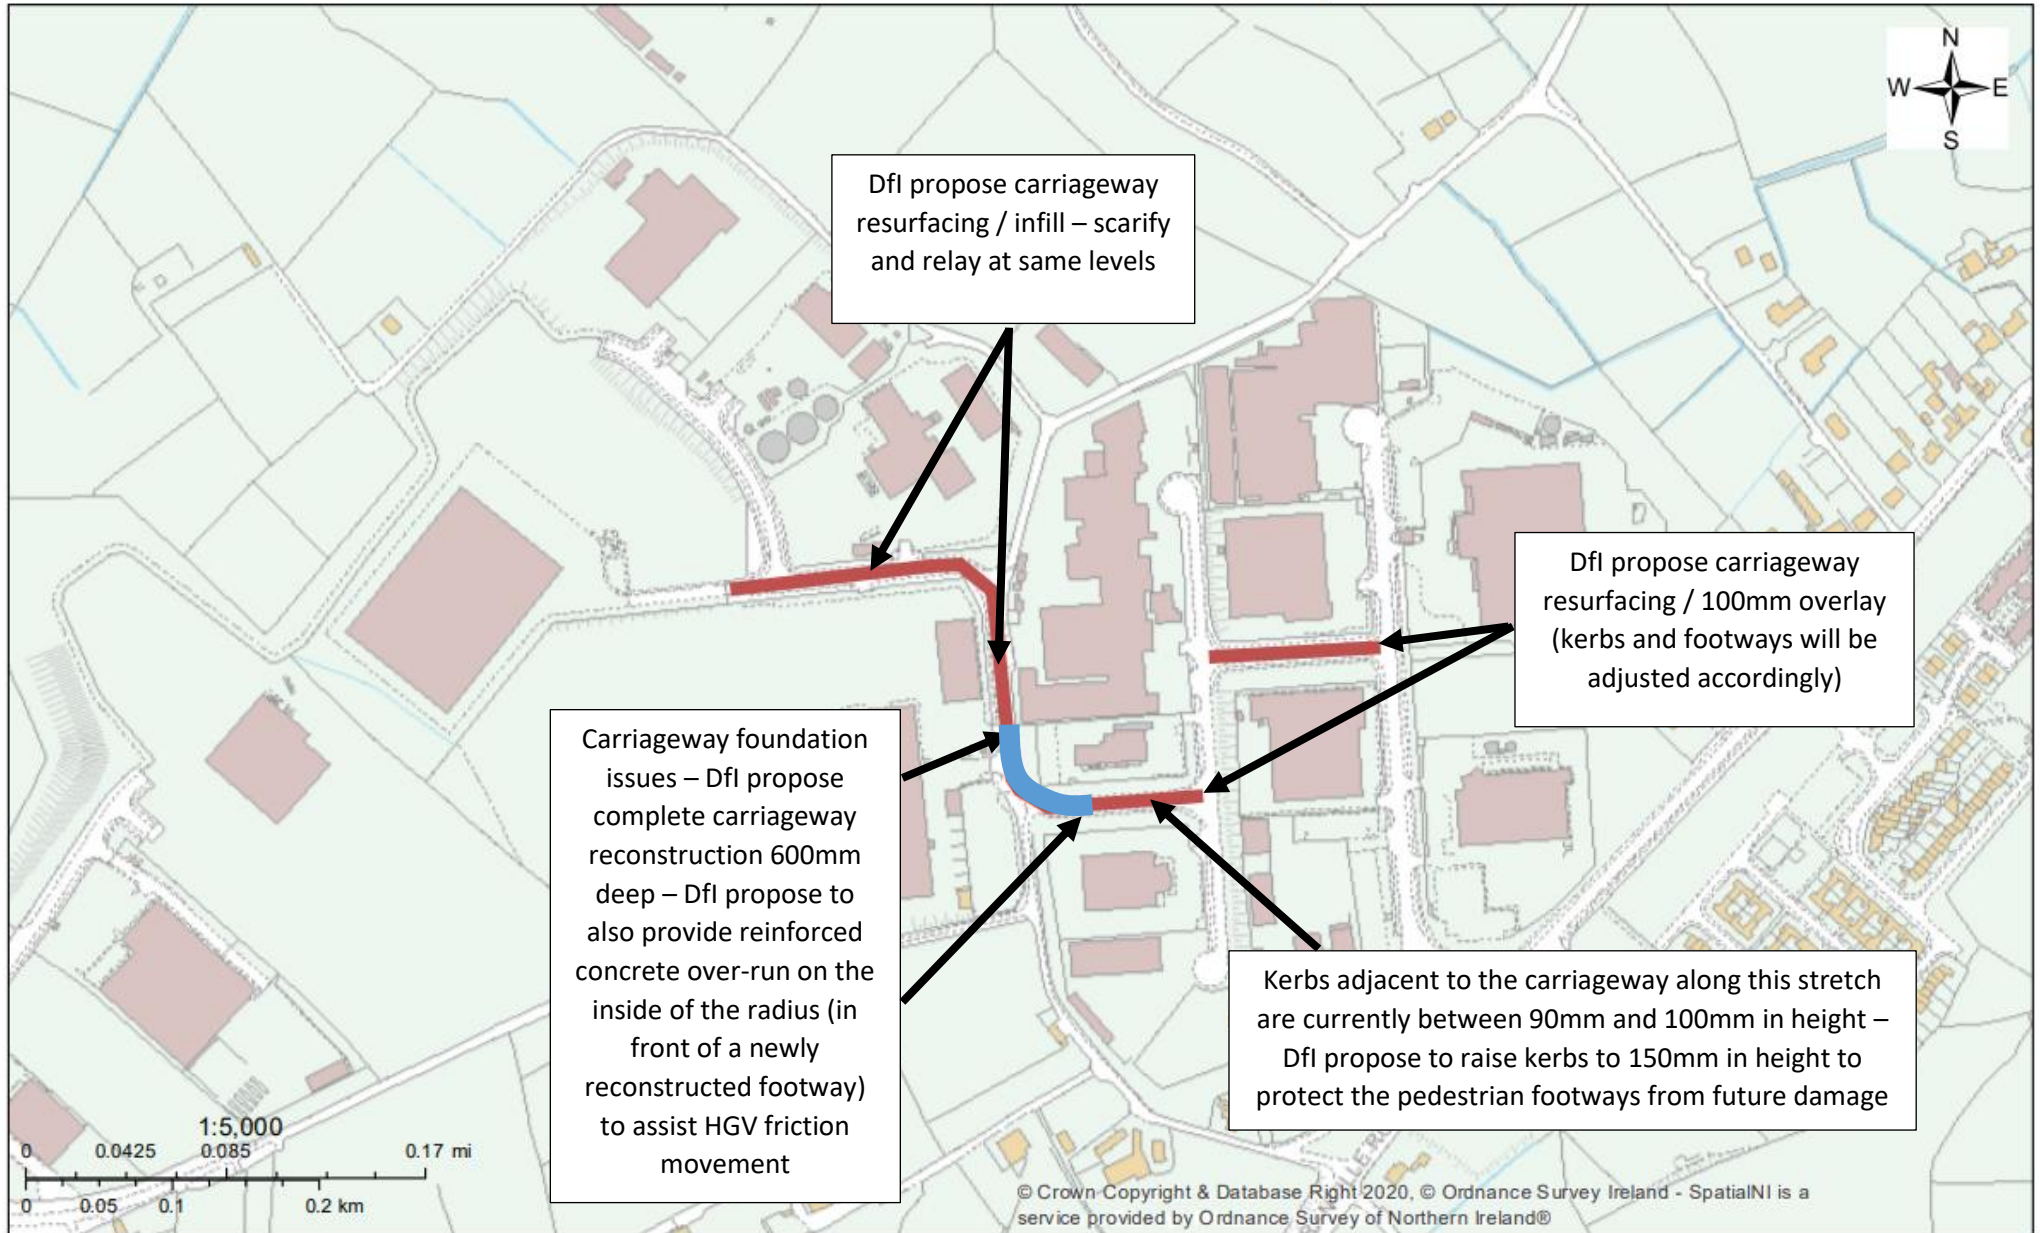 N
W
E
S
DfI propose carriageway
resurfacing / infill – scarify
and relay at same levels
DfI propose carriageway
resurfacing / 100mm overlay
(kerbs and footways will be
adjusted accordingly)
Carriageway foundation
issues – DfI propose
complete carriageway
reconstruction 600mm
deep – DfI propose to
also provide reinforced
concrete over-run on the
inside of the radius (in
front of a newly
reconstructed footway)
to assist HGV friction
movement
Kerbs adjacent to the carriageway along this stretch
are currently between 90mm and 100mm in height –
DfI propose to raise kerbs to 150mm in height to
protect the pedestrian footways from future damage
1:5,000
0 0.0425 0.085 0.17 mi
0 0.05 0.1 0.2 km
© Crown Copyright & Database Right 2020, © Ordnance Survey Ireland - SpatialNI is a
service provided by Ordnance Survey of Northern Ireland®